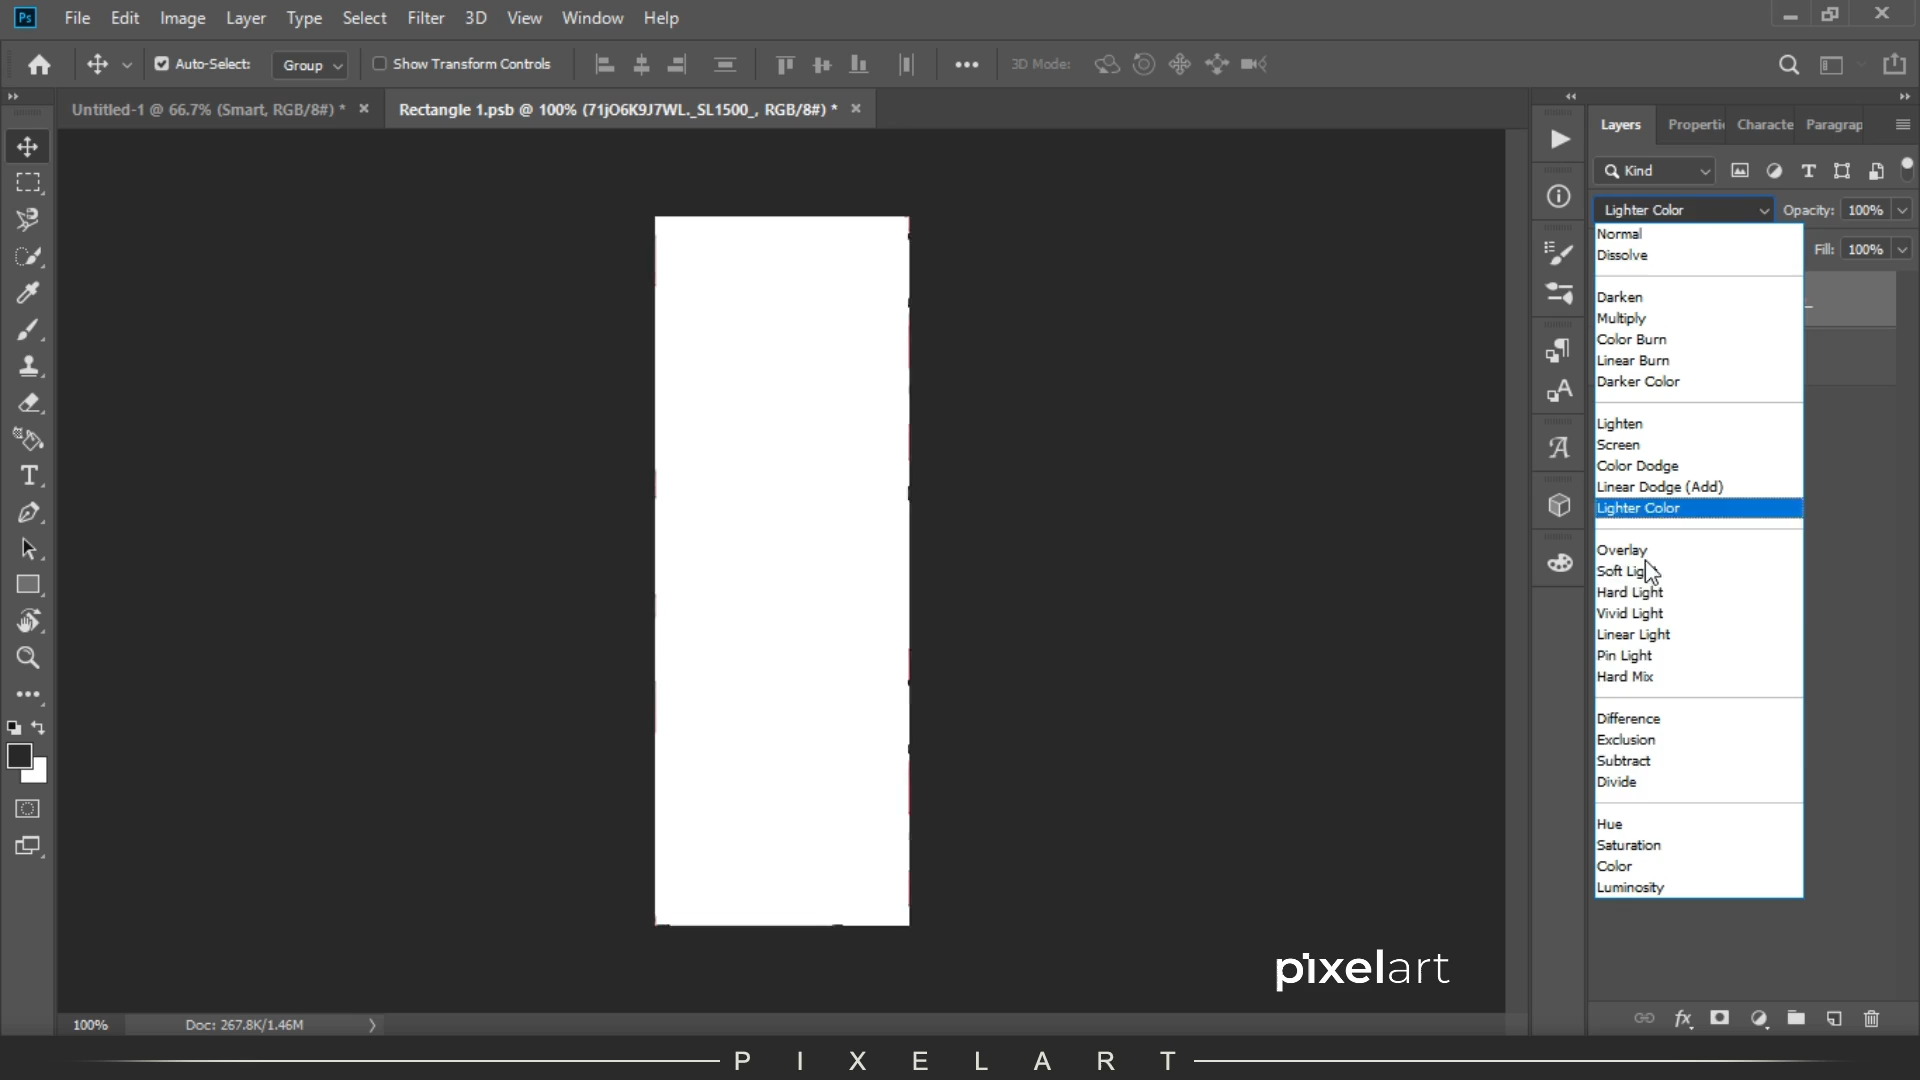 Ps File Edit Image Layer Type Select Filter 3D View Window Help
Auto-Select: Group Show Transform Controls 3D Mode:
Untitled-1 @ 66.7% (Smart, RGB/8#) * Rectangle 1.psb @ 100% (71jO6K9J7WL._SL1500_, RGB/8#) *
Layers Properti Characte Paragrap
Kind
Lighter Color Opacity: 100%
Fill: 100%
Normal
Dissolve
Darken
Multiply
Color Burn
Linear Burn
Darker Color
Lighten
Screen
Color Dodge
Linear Dodge (Add)
Lighter Color
Overlay
Soft Light
Hard Light
Vivid Light
Linear Light
Pin Light
Hard Mix
Difference
Exclusion
Subtract
Divide
Hue
Saturation
Color
Luminosity
pixelart
100% Doc: 267.8K/1.46M
PIXELART